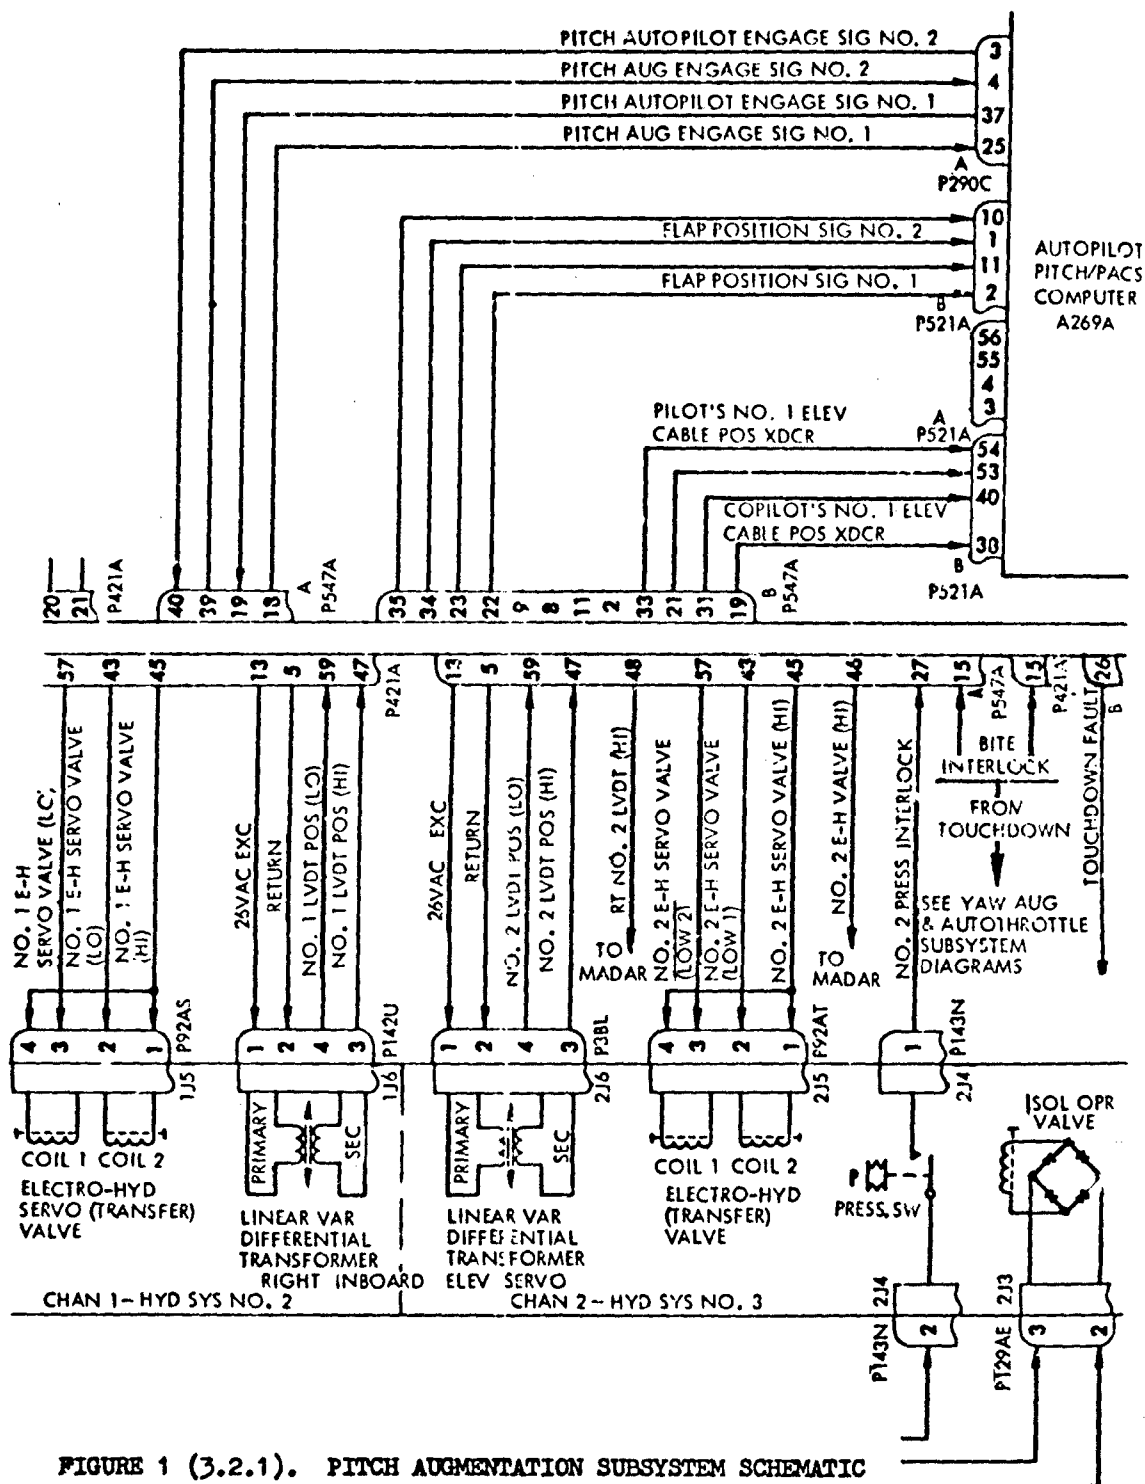 PITCH AUTOPILOT ENGAGE SIG NO. 2
3
PITCH AUG ENGAGE SIG NO. 2
4
PITCH AUTOPILOT ENGAGE SIG NO. 1
37
PITCH AUG ENGAGE SIG NO. 1
25
A
P290C
10
FLAP POSITION SIG NO. 2
1
11
FLAP POSITION SIG NO. 1
2
B
P521A
AUTOPILOT
PITCH/PACS
COMPUTER
A269A
56
55
4
3
A
P521A
PILOT'S NO. 1 ELEV
CABLE POS XDCR
54
53
40
COPILOT'S NO. 1 ELEV
CABLE POS XDCR
38
B
P521A
20
21
P421A
40
39
19
18
A
P547A
35
34
23
22
9
8
11
2
33
21
31
19
B
P547A
57
43
45
13
5
59
47
P421A
13
5
59
47
48
57
43
45
46
27
15
A
P547A
15
P421A
26
B
NO. 1 E-H
SERVO VALVE (LO)
NO. 1 E-H SERVO VALVE
(LO)
NO. 1 E-H SERVO VALVE
(HI)
26VAC EXC
RETURN
NO. 1 LVDT POS (LO)
NO. 1 LVDT POS (HI)
26VAC EXC
RETURN
NO. 2 LVDT POS (LO)
NO. 2 LVDT POS (HI)
RT NO. 2 LVDT (HI)
TO
MADAR
NO. 2 E-H SERVO VALVE
(LOW 2)
NO. 2 E-H SERVO VALVE
(LOW 1)
NO. 2 E-H SERVO VALVE (HI)
NO. 2 E-H VALVE (HI)
TO
MADAR
NO. 2 PRESS INTERLOCK
BITE
INTERLOCK
FROM
TOUCHDOWN
SEE YAW AUG
& AUTOTHROTTLE
SUBSYSTEM
DIAGRAMS
TOUCHDOWN FAULT
4
3
2
1
P92AS
1J5
1
2
4
3
P142U
1J6
1
2
4
3
P38L
2J6
4
3
2
1
P92AT
2J5
1
P143N
2J4
COIL 1 COIL 2
ELECTRO-HYD
SERVO (TRANSFER)
VALVE
PRIMARY
SEC
LINEAR VAR
DIFFERENTIAL
TRANSFORMER
RIGHT INBOARD
PRIMARY
SEC
LINEAR VAR
DIFFERENTIAL
TRANSFORMER
ELEV SERVO
COIL 1 COIL 2
ELECTRO-HYD
(TRANSFER)
VALVE
P
PRESS. SW
ISOL OPR
VALVE
CHAN 1-HYD SYS NO. 2
CHAN 2-HYD SYS NO. 3
P143N
2J4
2
P129AE
2J3
3
2
FIGURE 1 (3.2.1). PITCH AUGMENTATION SUBSYSTEM SCHEMATIC